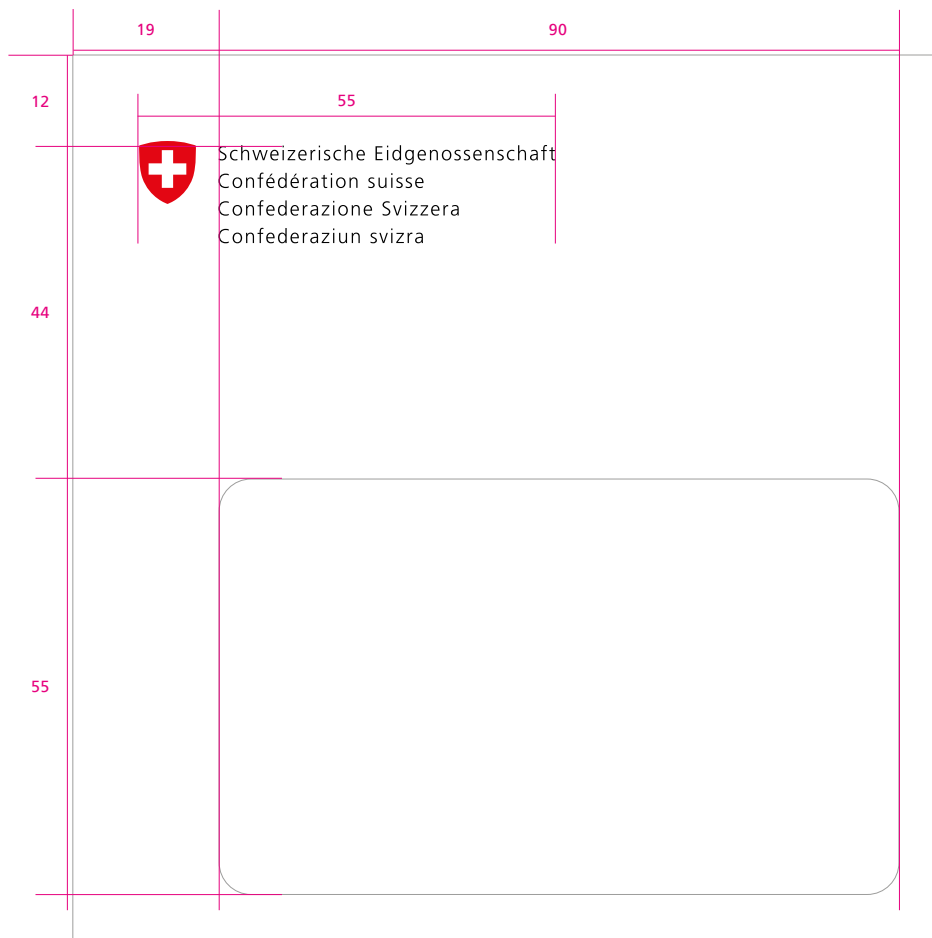 19
90
12
55
Schweizerische Eidgenossenschaft
Confédération suisse
Confederazione Svizzera
Confederaziun svizra
44
55